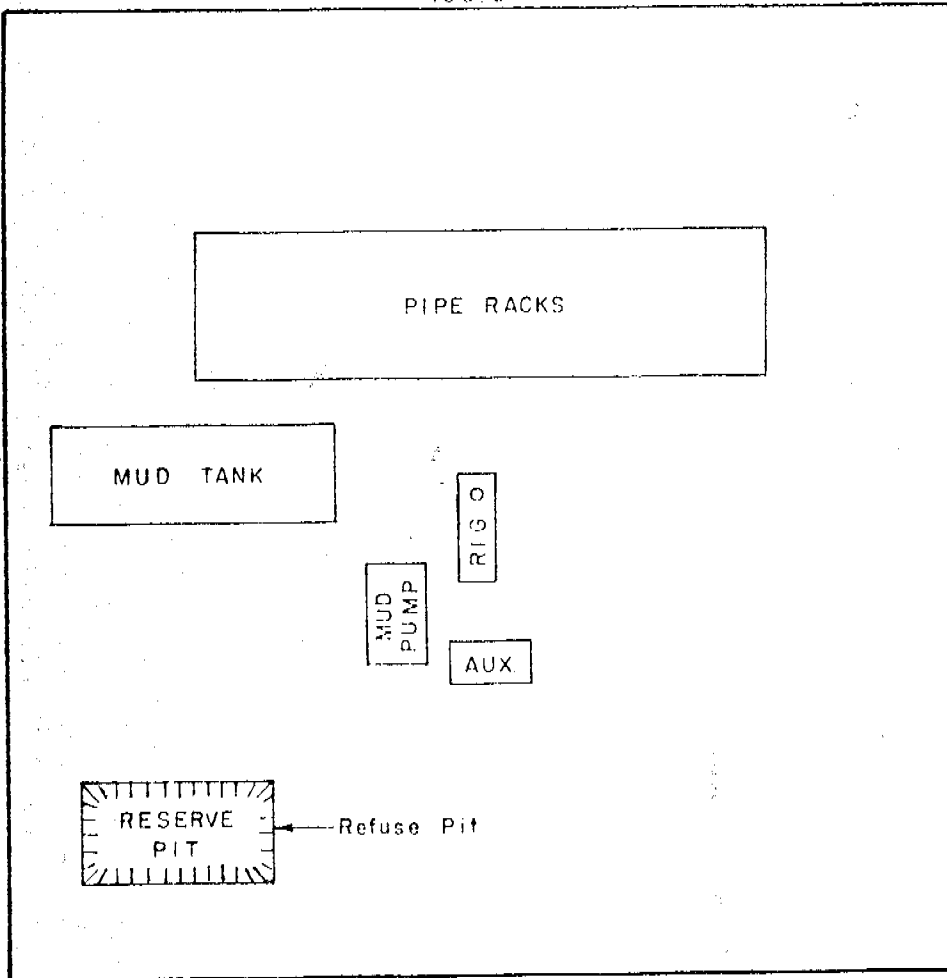 PIPE RACKS
MUD TANK
RIG
MUD
PUMP
AUX.
RESERVE
PIT
Refuse Pit